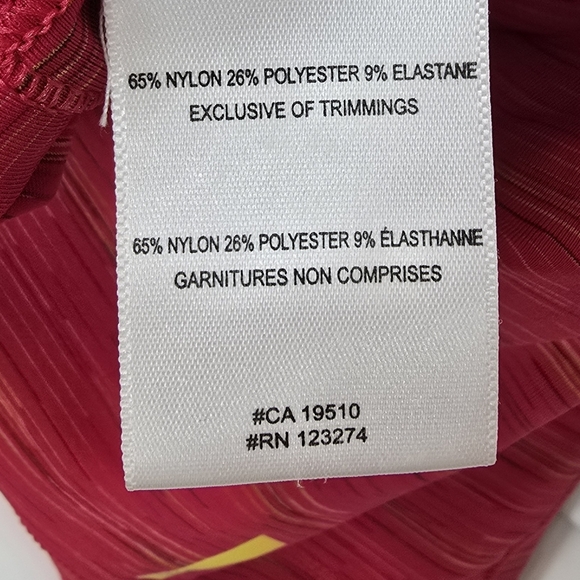 65% NYLON 26% POLYESTER 9% ELASTANE
EXCLUSIVE OF TRIMMINGS
65% NYLON 26% POLYESTER 9% ÉLASTHANNE
GARNITURES NON COMPRISES
#CA 19510
#RN 123274